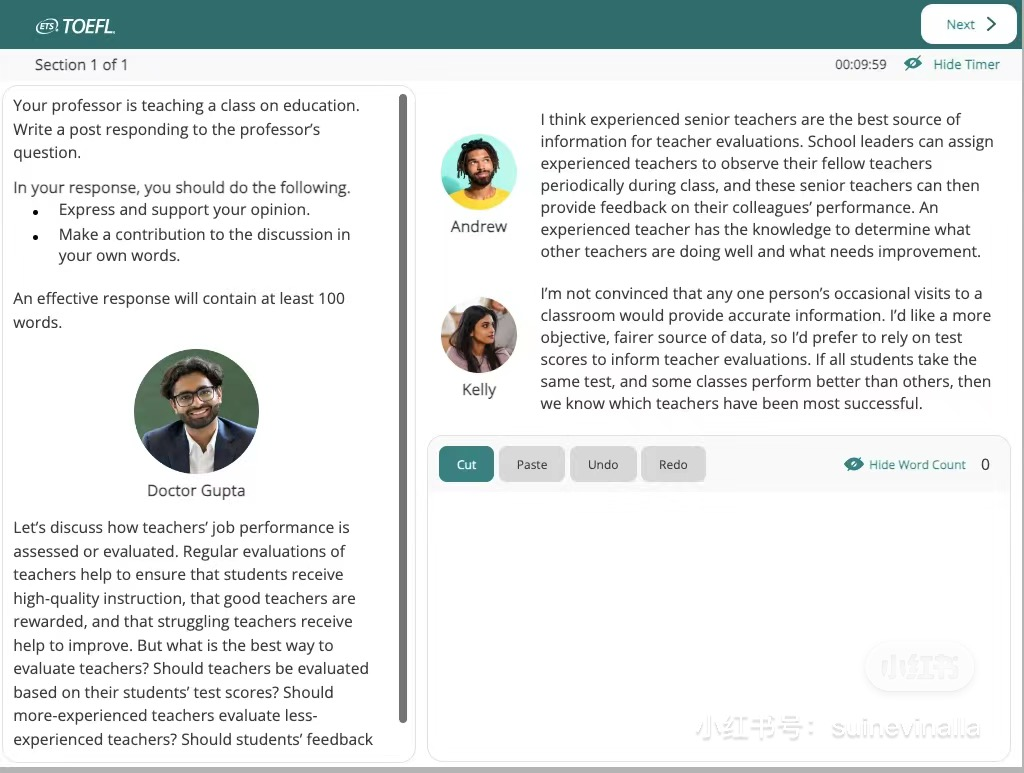 ETS TOEFL
Next
Section 1 of 1
00:09:59 Hide Timer
Your professor is teaching a class on education.
Write a post responding to the professor's
question.
In your response, you should do the following.
• Express and support your opinion.
• Make a contribution to the discussion in
your own words.
An effective response will contain at least 100
words.
Doctor Gupta
Let's discuss how teachers' job performance is
assessed or evaluated. Regular evaluations of
teachers help to ensure that students receive
high-quality instruction, that good teachers are
rewarded, and that struggling teachers receive
help to improve. But what is the best way to
evaluate teachers? Should teachers be evaluated
based on their students' test scores? Should
more-experienced teachers evaluate less-
experienced teachers? Should students' feedback
I think experienced senior teachers are the best source of
information for teacher evaluations. School leaders can assign
experienced teachers to observe their fellow teachers
periodically during class, and these senior teachers can then
provide feedback on their colleagues' performance. An
experienced teacher has the knowledge to determine what
other teachers are doing well and what needs improvement.
Andrew
I'm not convinced that any one person's occasional visits to a
classroom would provide accurate information. I'd like a more
objective, fairer source of data, so I'd prefer to rely on test
scores to inform teacher evaluations. If all students take the
same test, and some classes perform better than others, then
we know which teachers have been most successful.
Kelly
Cut Paste Undo Redo Hide Word Count 0
小红书
小红书号：suinevinalla